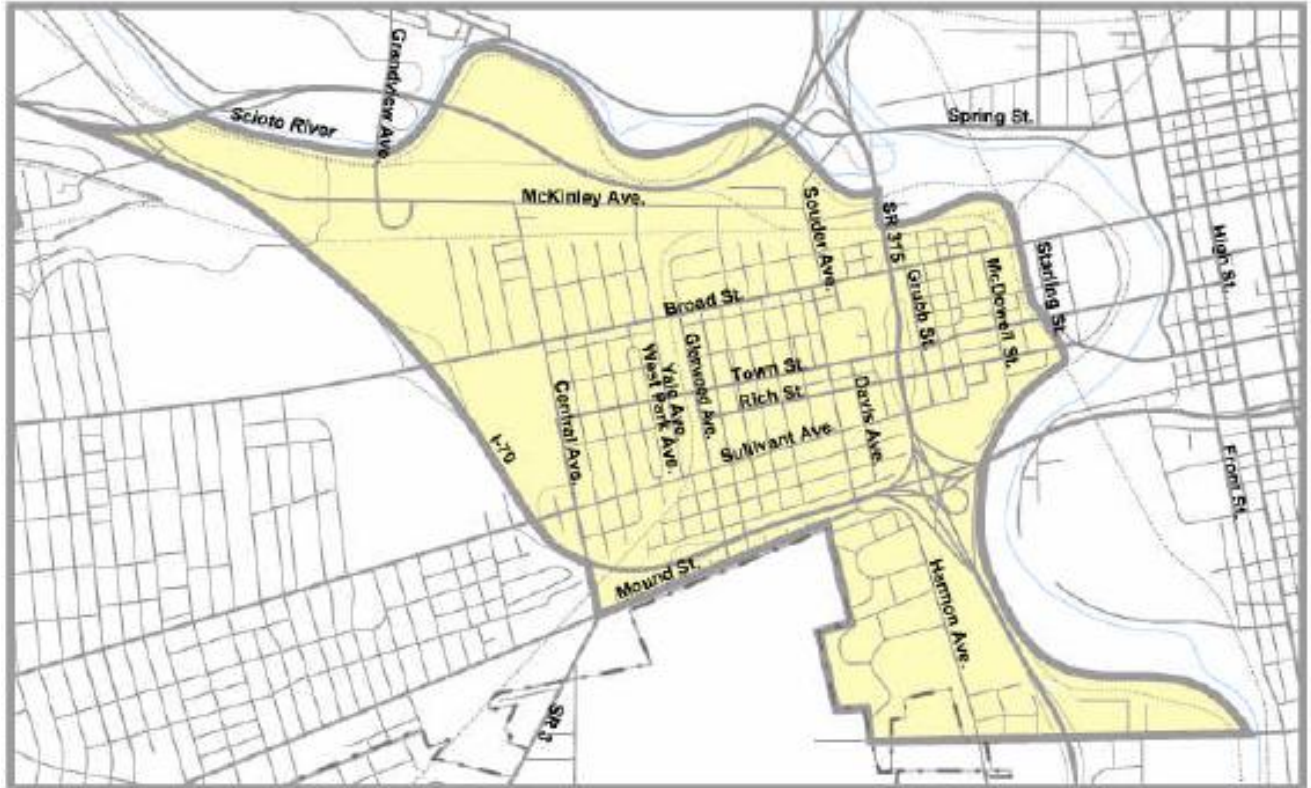 Grandview Ave.
Scioto River
Spring St.
McKinley Ave.
Souder Ave.
SR 315
High St.
Starling St.
McDowell St.
Grubb St.
Broad St.
Glenwood Ave.
Town St.
Yale Ave.
West Park Ave.
Rich St.
Davis Ave.
Central Ave.
Sullivant Ave.
I-70
Front St.
Mound St.
Harmon Ave.
SR 3